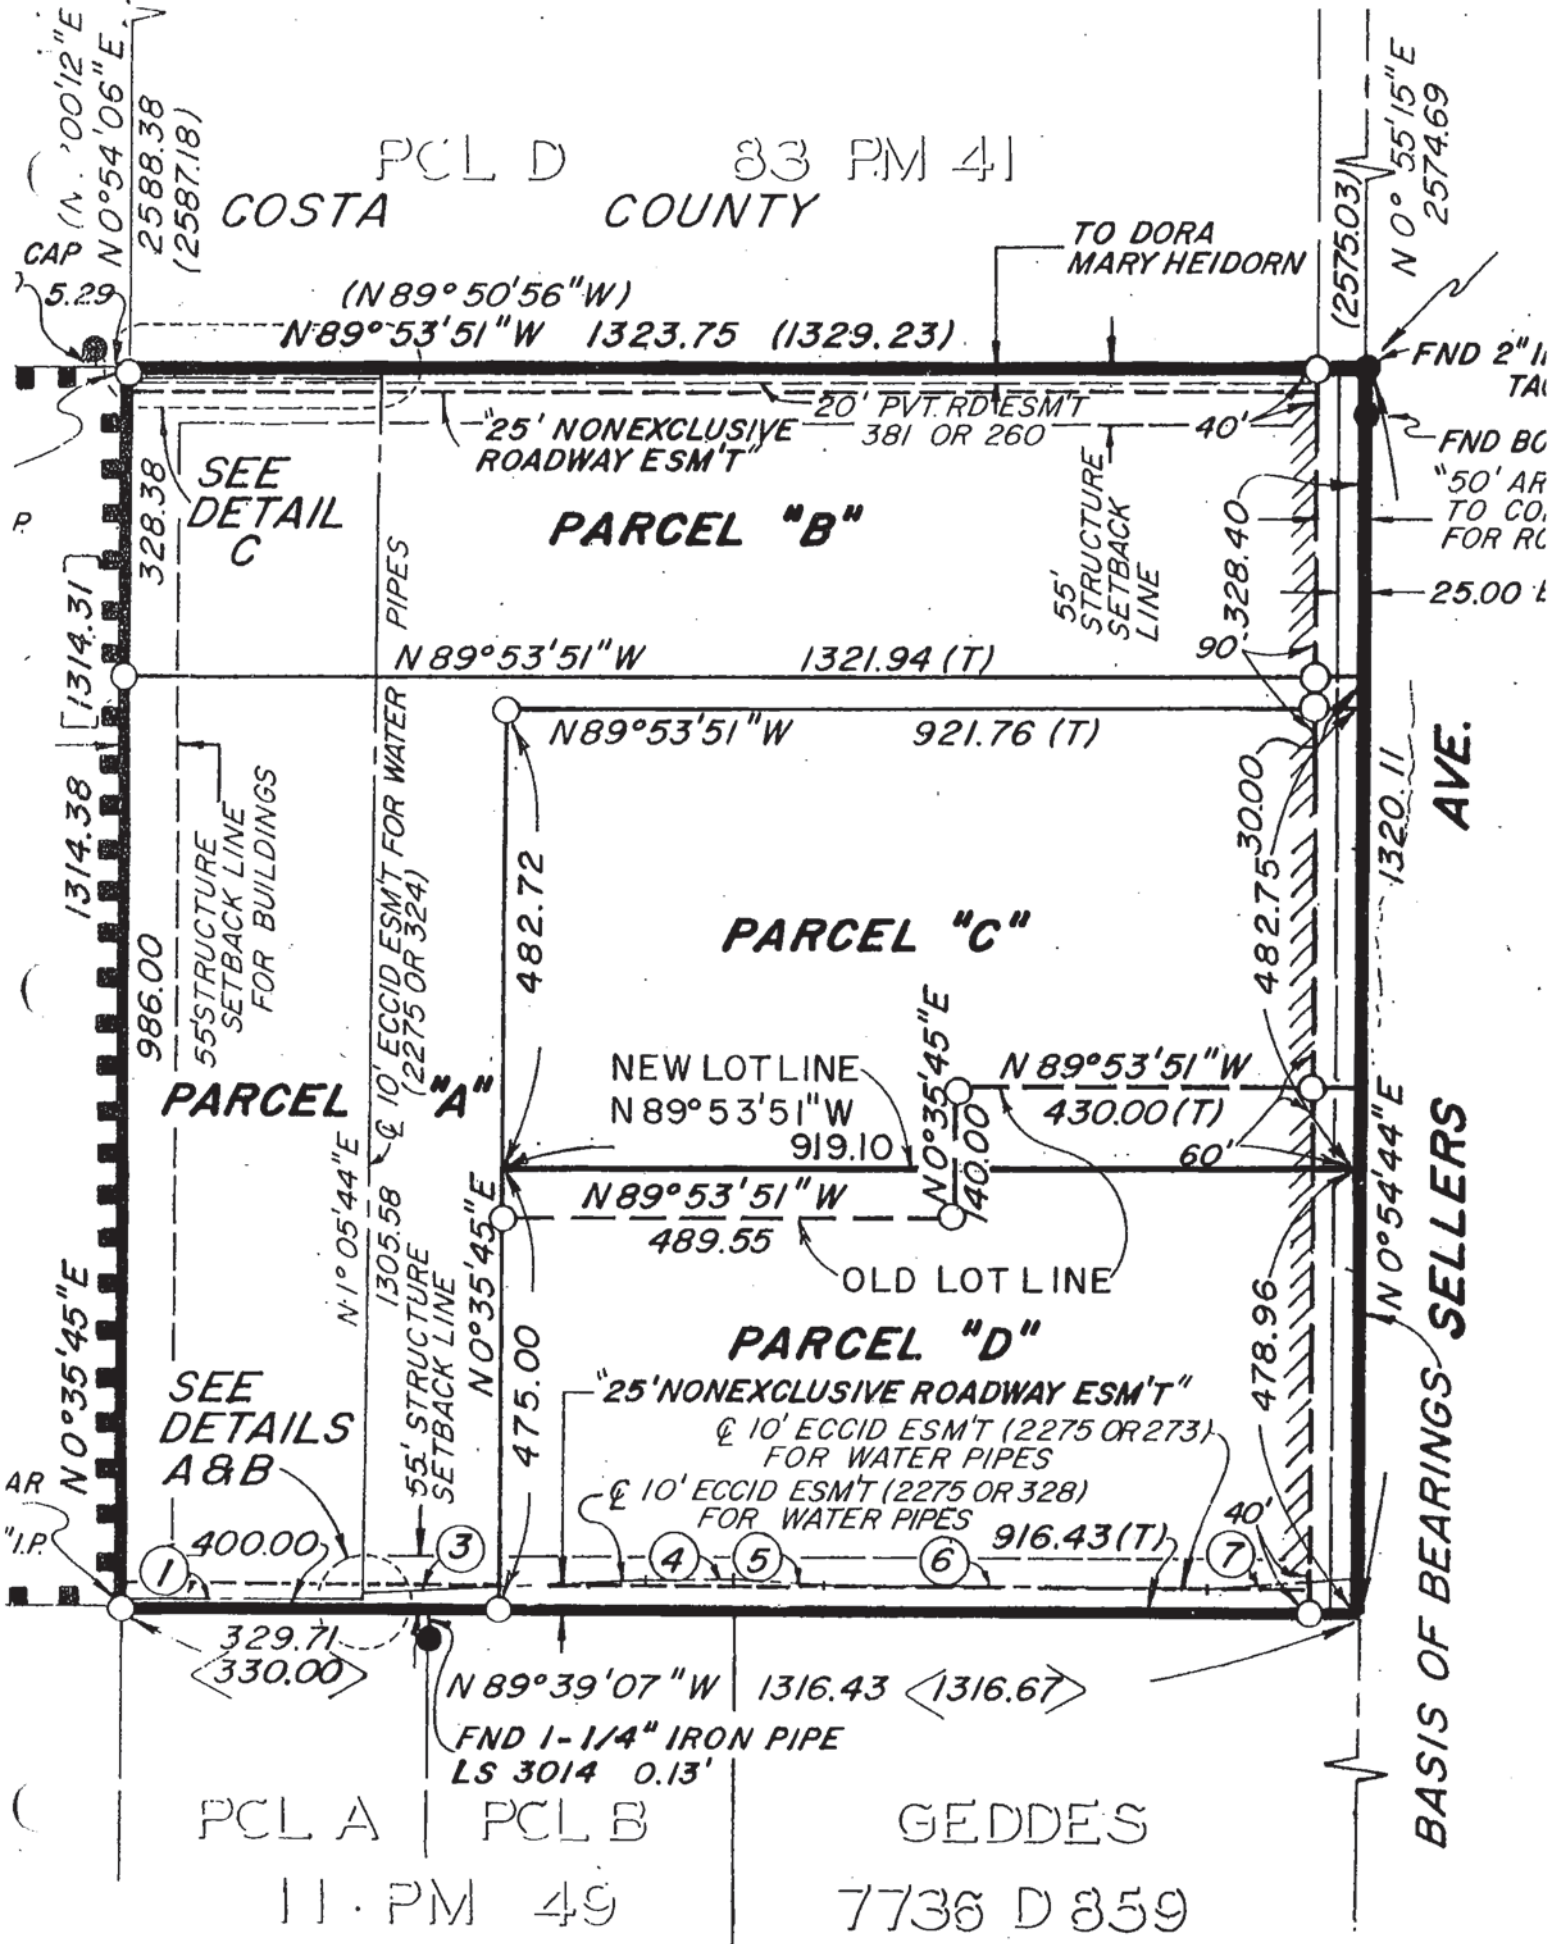 00'12"E
N0°54'06"E
2588.38
(2587.18)
PCL D 83 PM 41
COSTA COUNTY
(2575.03)
N 0° 55'15"E
2574.69
TO DORA
MARY HEIDORN
CAP
5.29
(N 89° 50'56"W)
N89°53'51"W 1323.75 (1329.23)
FND 2"
20' PVT. RD ESM'T
381 OR 260
"25' NONEXCLUSIVE
ROADWAY ESM'T"
40'
FND
"50'
TO
FOR
25.00
SEE
DETAIL
C
328.38
PARCEL "B"
55'
STRUCTURE
SETBACK
LINE
328.40
90
[1314.31]
1314.38
N 89°53'51"W 1321.94 (T)
N89°53'51"W 921.76 (T)
30.00
1320.11
AVE.
55'STRUCTURE
SETBACK LINE
FOR BUILDINGS
986.00
℄ 10' ECCID ESM'T FOR WATER PIPES
(2275 OR 324)
482.72
482.75
PARCEL "C"
PARCEL "A"
NEW LOT LINE
N 89°53'51"W
919.10
N0°35'45"E
140.00
N 89°53'51"W
430.00 (T)
60'
N89°53'51"W
489.55
OLD LOT LINE
N 1° 05'44"E
1305.58
N0°35'45"E
N0°35'45"E
475.00
478.96
N0°54'44"E
SELLERS
BASIS OF BEARINGS
PARCEL "D"
"25'NONEXCLUSIVE ROADWAY ESM'T"
℄ 10' ECCID ESM'T (2275 OR 273)
FOR WATER PIPES
℄ 10' ECCID ESM'T (2275 OR 328)
FOR WATER PIPES
SEE
DETAILS
A & B
55' STRUCTURE
SETBACK LINE
AR
"I.P.
1 400.00 3 4 5 6 916.43 (T) 7 40'
329.71
<330.00>
N 89°39'07"W 1316.43 <1316.67>
FND 1-1/4" IRON PIPE
LS 3014 0.13'
PCL A PCL B GEDDES
11 PM 49 7736 D 859